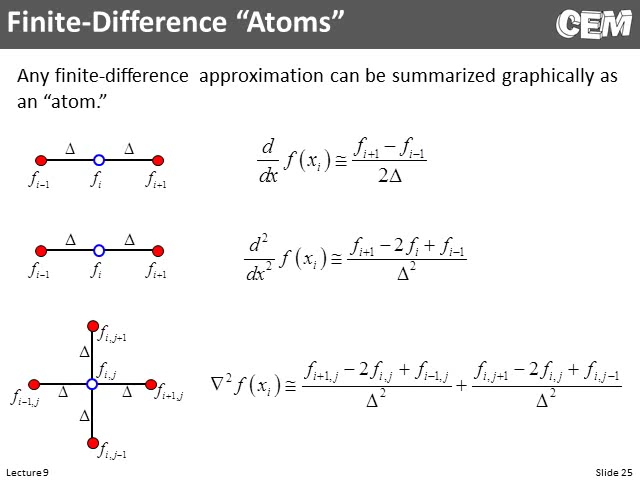 Finite-Difference “Atoms”
CEM
Any finite-difference approximation can be summarized graphically as
an “atom.”
Δ Δ
f_{i−1} f_i f_{i+1}
d/dx f(x_i) ≅ (f_{i+1} − f_{i−1}) / 2Δ
Δ Δ
f_{i−1} f_i f_{i+1}
d²/dx² f(x_i) ≅ (f_{i+1} − 2f_i + f_{i−1}) / Δ²
f_{i,j+1}
Δ
f_{i,j}
f_{i−1,j} Δ Δ f_{i+1,j}
Δ
f_{i,j−1}
∇²f(x_i) ≅ (f_{i+1,j} − 2f_{i,j} + f_{i−1,j}) / Δ² + (f_{i,j+1} − 2f_{i,j} + f_{i,j−1}) / Δ²
Lecture 9
Slide 25